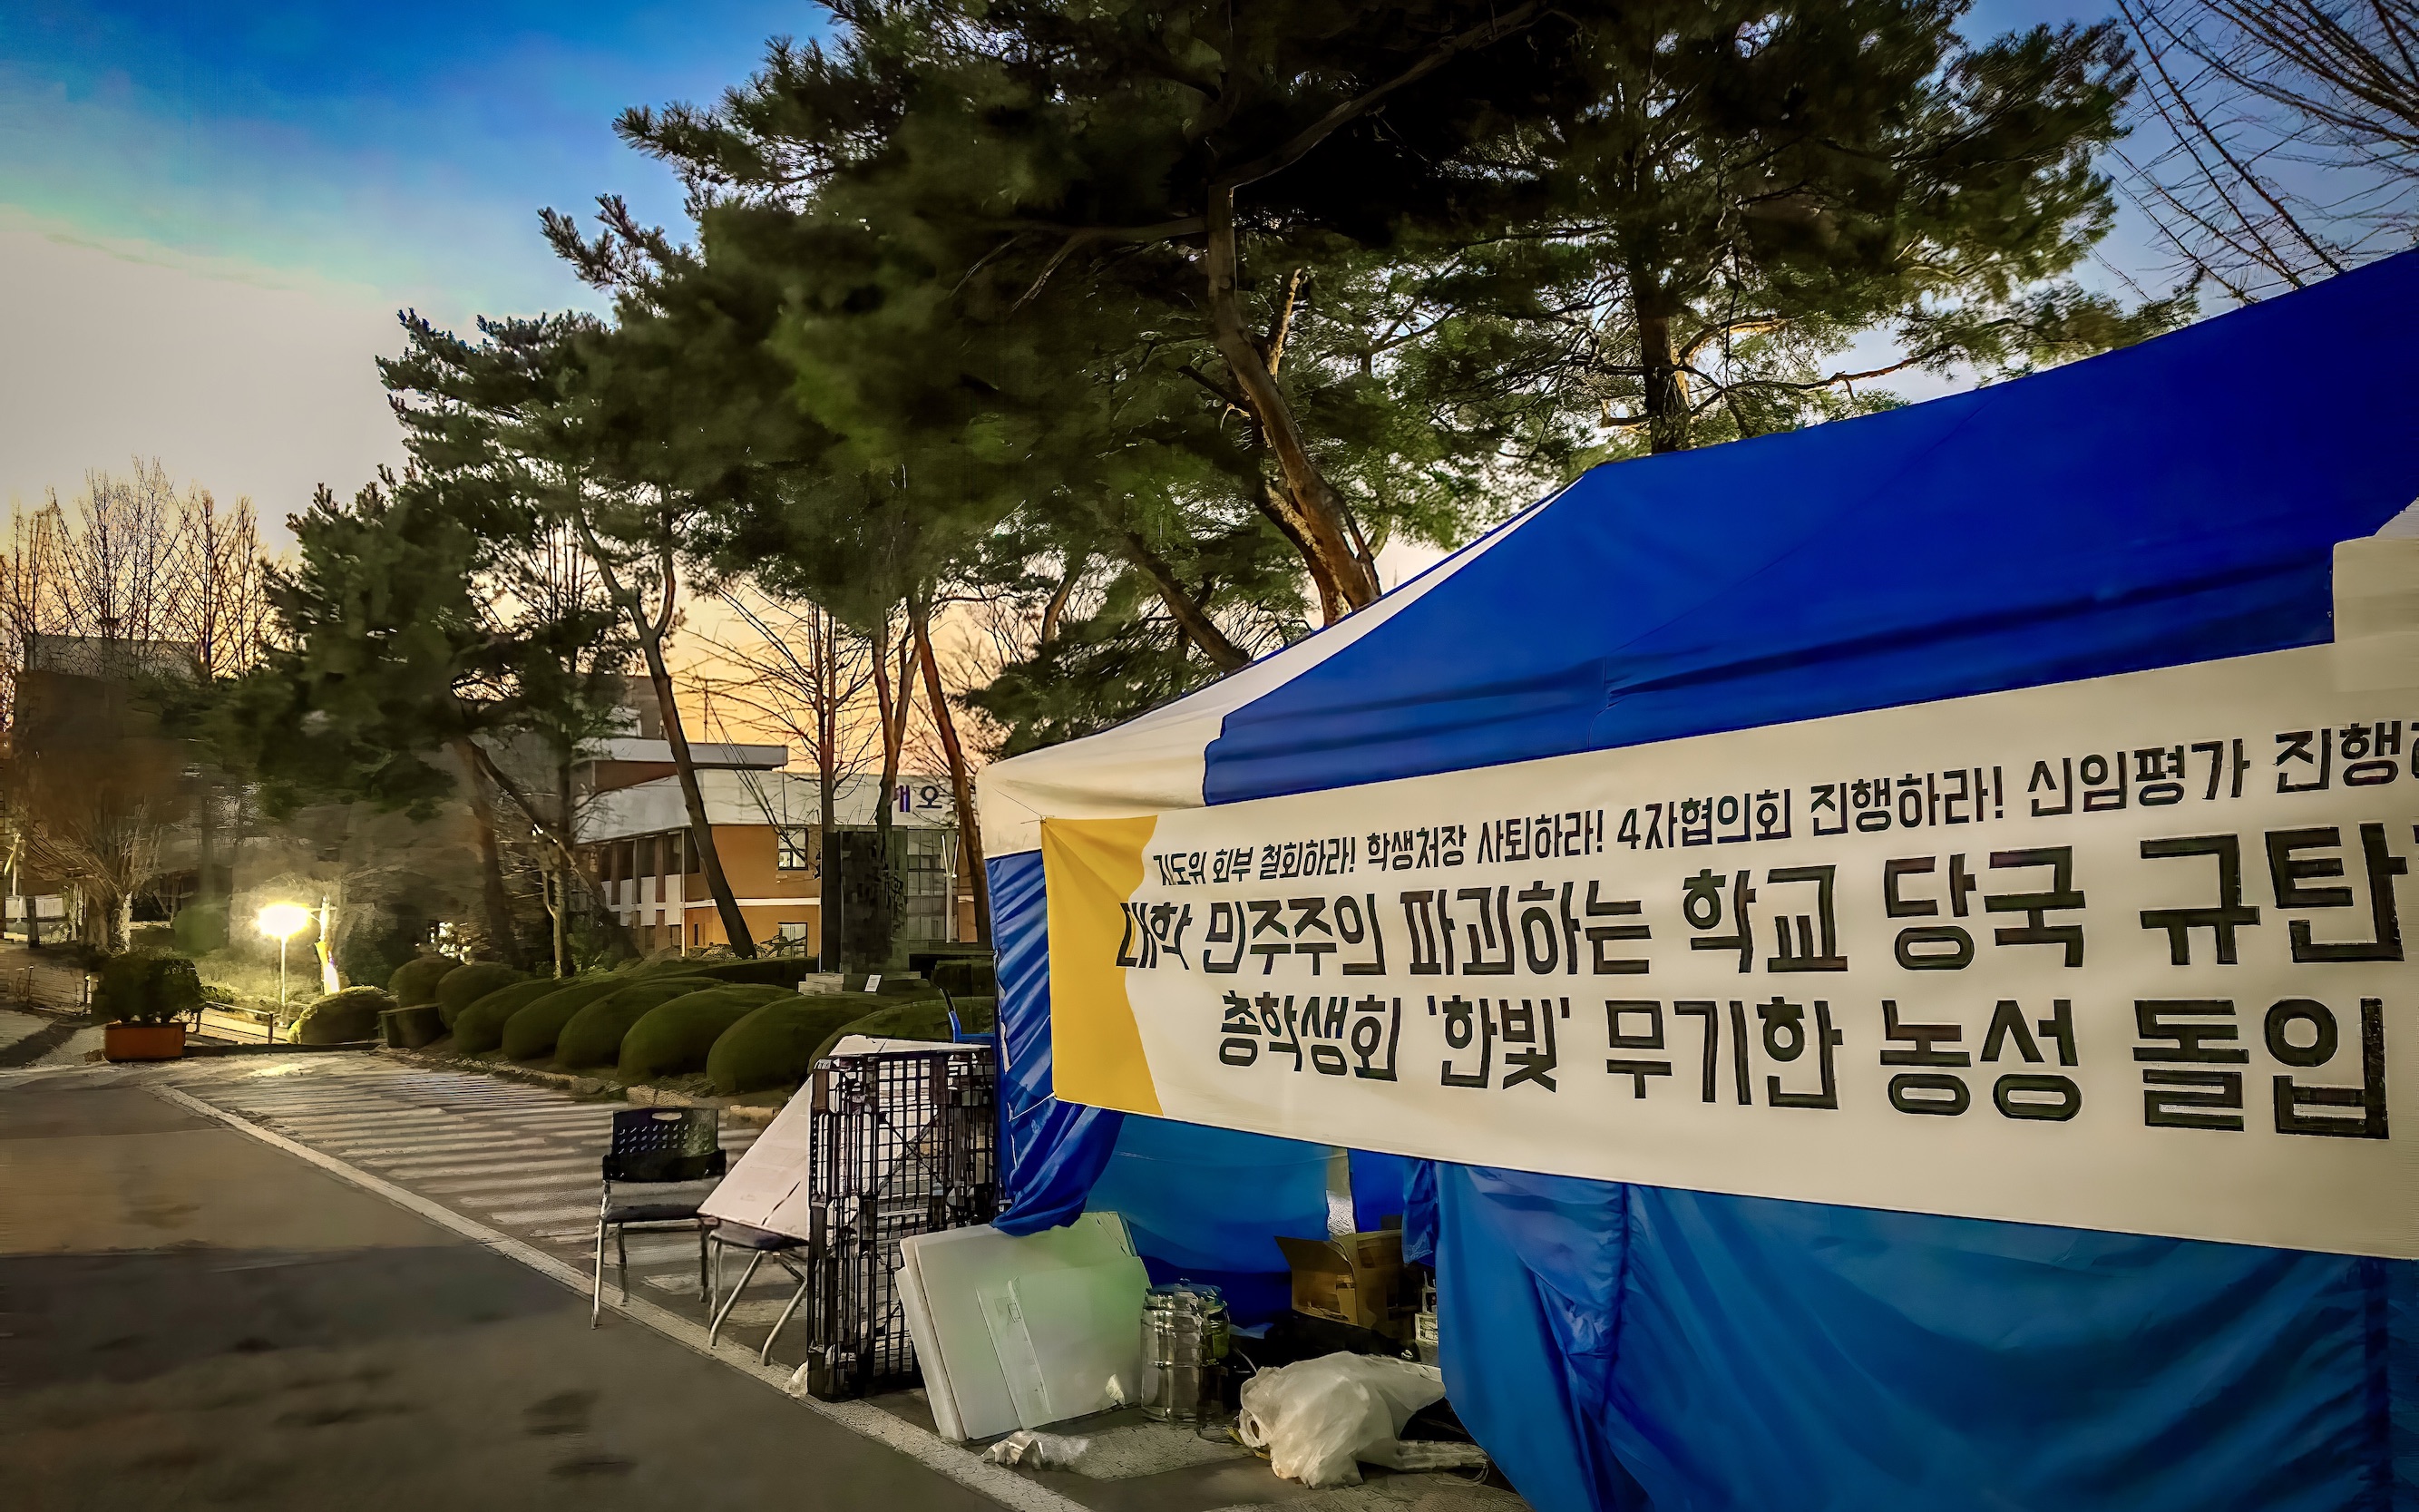 지도위 회부 철회하라! 학생처장 사퇴하라! 4자협의회 진행하라! 신임평가 진행
대학 민주주의 파괴하는 학교 당국 규탄
총학생회 '한빛' 무기한 농성 돌입